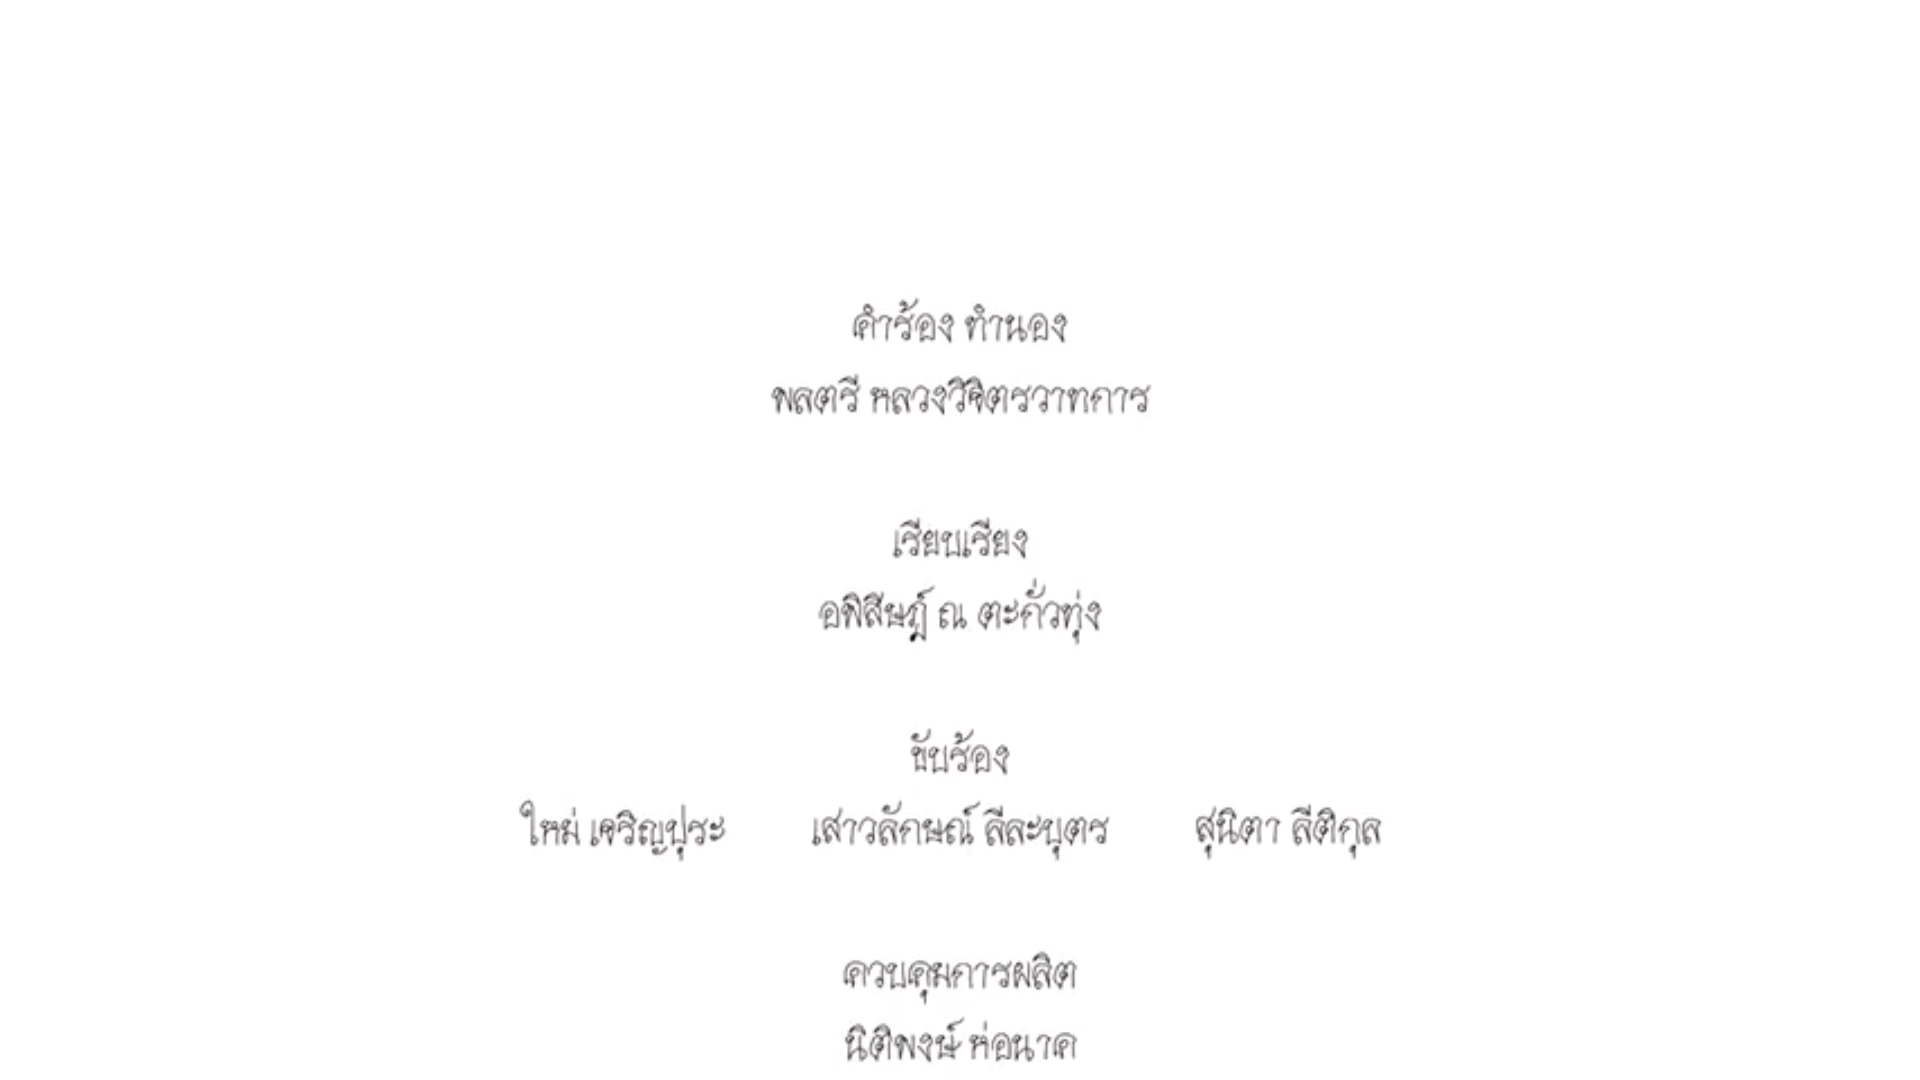 คำร้อง ทำนอง
พลตรี หลวงวิจิตรวาทการ
เรียบเรียง
อพิสิษฎ์ ณ ตะกั่วทุ่ง
ขับร้อง
ใหม่ เจริญปุระ เสาวลักษณ์ ลีละบุตร สุนิตา ลีติกุล
ควบคุมการผลิต
นิติพงษ์ ห่อนาค